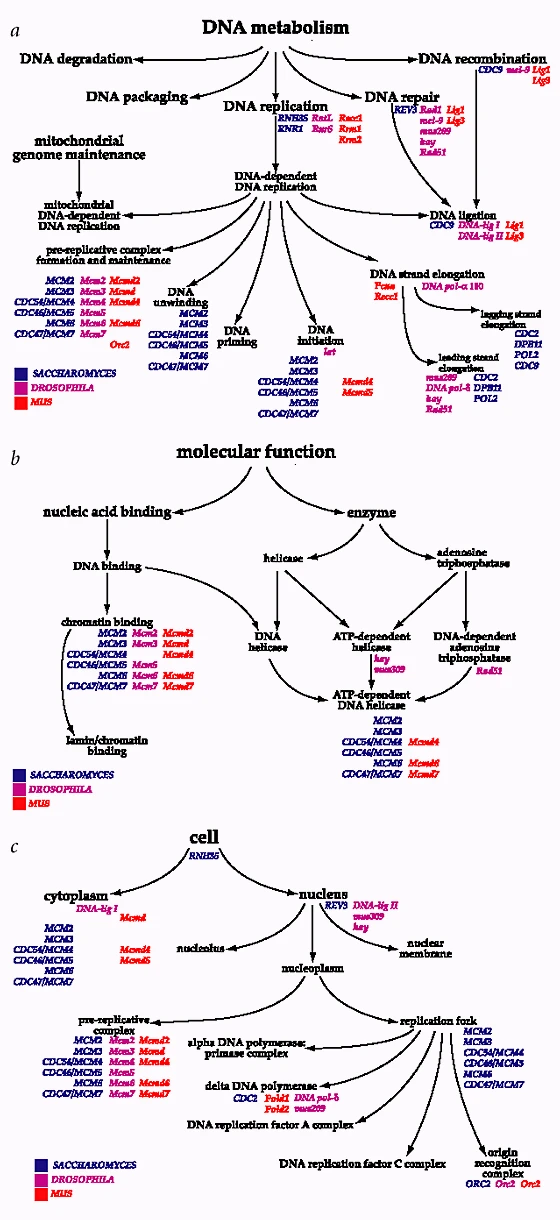 a
DNA metabolism
DNA degradation
DNA recombination
CDC9 mei-9 Lig1
Lig3
DNA packaging
DNA replication
RNH35 RnrL Recc1
RNR1 RnrS Rrm1
Rrm2
DNA repair
REV3 Rad1 Lig1
mei-9 Lig3
mus209
hay
Rad51
mitochondrial
genome maintenance
DNA-dependent
DNA replication
mitochondrial
DNA-dependent
DNA replication
DNA ligation
CDC9 DNA-lig I Lig1
DNA-lig II Lig3
pre-replicative complex
formation and maintenance
MCM2 Mcm2 Mcmd2
MCM3 Mcm3 Mcmd
CDC54/MCM4 Mcm4 Mcmd4
CDC46/MCM5 Mcm5
MCM6 Mcm6 Mcmd6
CDC47/MCM7 Mcm7
Orc2
DNA
unwinding
MCM2
MCM3
CDC54/MCM4
CDC46/MCM5
MCM6
CDC47/MCM7
DNA
priming
DNA
initiation
lat
MCM2
MCM3
CDC54/MCM4 Mcmd4
CDC46/MCM5 Mcmd5
MCM6
CDC47/MCM7
DNA strand elongation
Pcna DNA pol-α 180
Recc1
lagging strand
elongation
CDC2
DPB11
POL2
CDC9
leading strand
elongation
mus209 CDC2
DNA pol-δ DPB11
hay POL2
Rad51
SACCHAROMYCES
DROSOPHILA
MUS
b
molecular function
nucleic acid binding
enzyme
DNA binding
helicase
adenosine
triphosphatase
chromatin binding
MCM2 Mcm2 Mcmd2
MCM3 Mcm3 Mcmd
CDC54/MCM4 Mcmd4
CDC46/MCM5 Mcm5
MCM6 Mcm6 Mcmd6
CDC47/MCM7 Mcm7 Mcmd7
DNA
helicase
ATP-dependent
helicase
hay
mus309
DNA-dependent
adenosine
triphosphatase
Rad51
ATP-dependent
DNA helicase
MCM2
MCM3
CDC54/MCM4 Mcmd4
CDC46/MCM5
MCM6 Mcmd6
CDC47/MCM7 Mcmd7
lamin/chromatin
binding
SACCHAROMYCES
DROSOPHILA
MUS
c
cell
RNH35
cytoplasm
DNA-lig I
Mcmd
MCM2
MCM3
CDC54/MCM4 Mcmd4
CDC46/MCM5 Mcmd5
MCM6
CDC47/MCM7
nucleus
REV3 DNA-lig II
mus309
hay
nucleolus
nuclear
membrane
nucleoplasm
pre-replicative
complex
MCM2 Mcm2 Mcmd2
MCM3 Mcm3 Mcmd
CDC54/MCM4 Mcm4 Mcmd4
CDC46/MCM5 Mcm5
MCM6 Mcm6 Mcmd6
CDC47/MCM7 Mcm7 Mcmd7
replication fork
MCM2
MCM3
CDC54/MCM4
CDC46/MCM5
MCM6
CDC47/MCM7
alpha DNA polymerase:
primase complex
delta DNA polymerase
CDC2 Pold1 DNA pol-δ
Pold2 mus209
DNA replication factor A complex
DNA replication factor C complex
origin
recognition
complex
ORC2 Orc2 Orc2
SACCHAROMYCES
DROSOPHILA
MUS